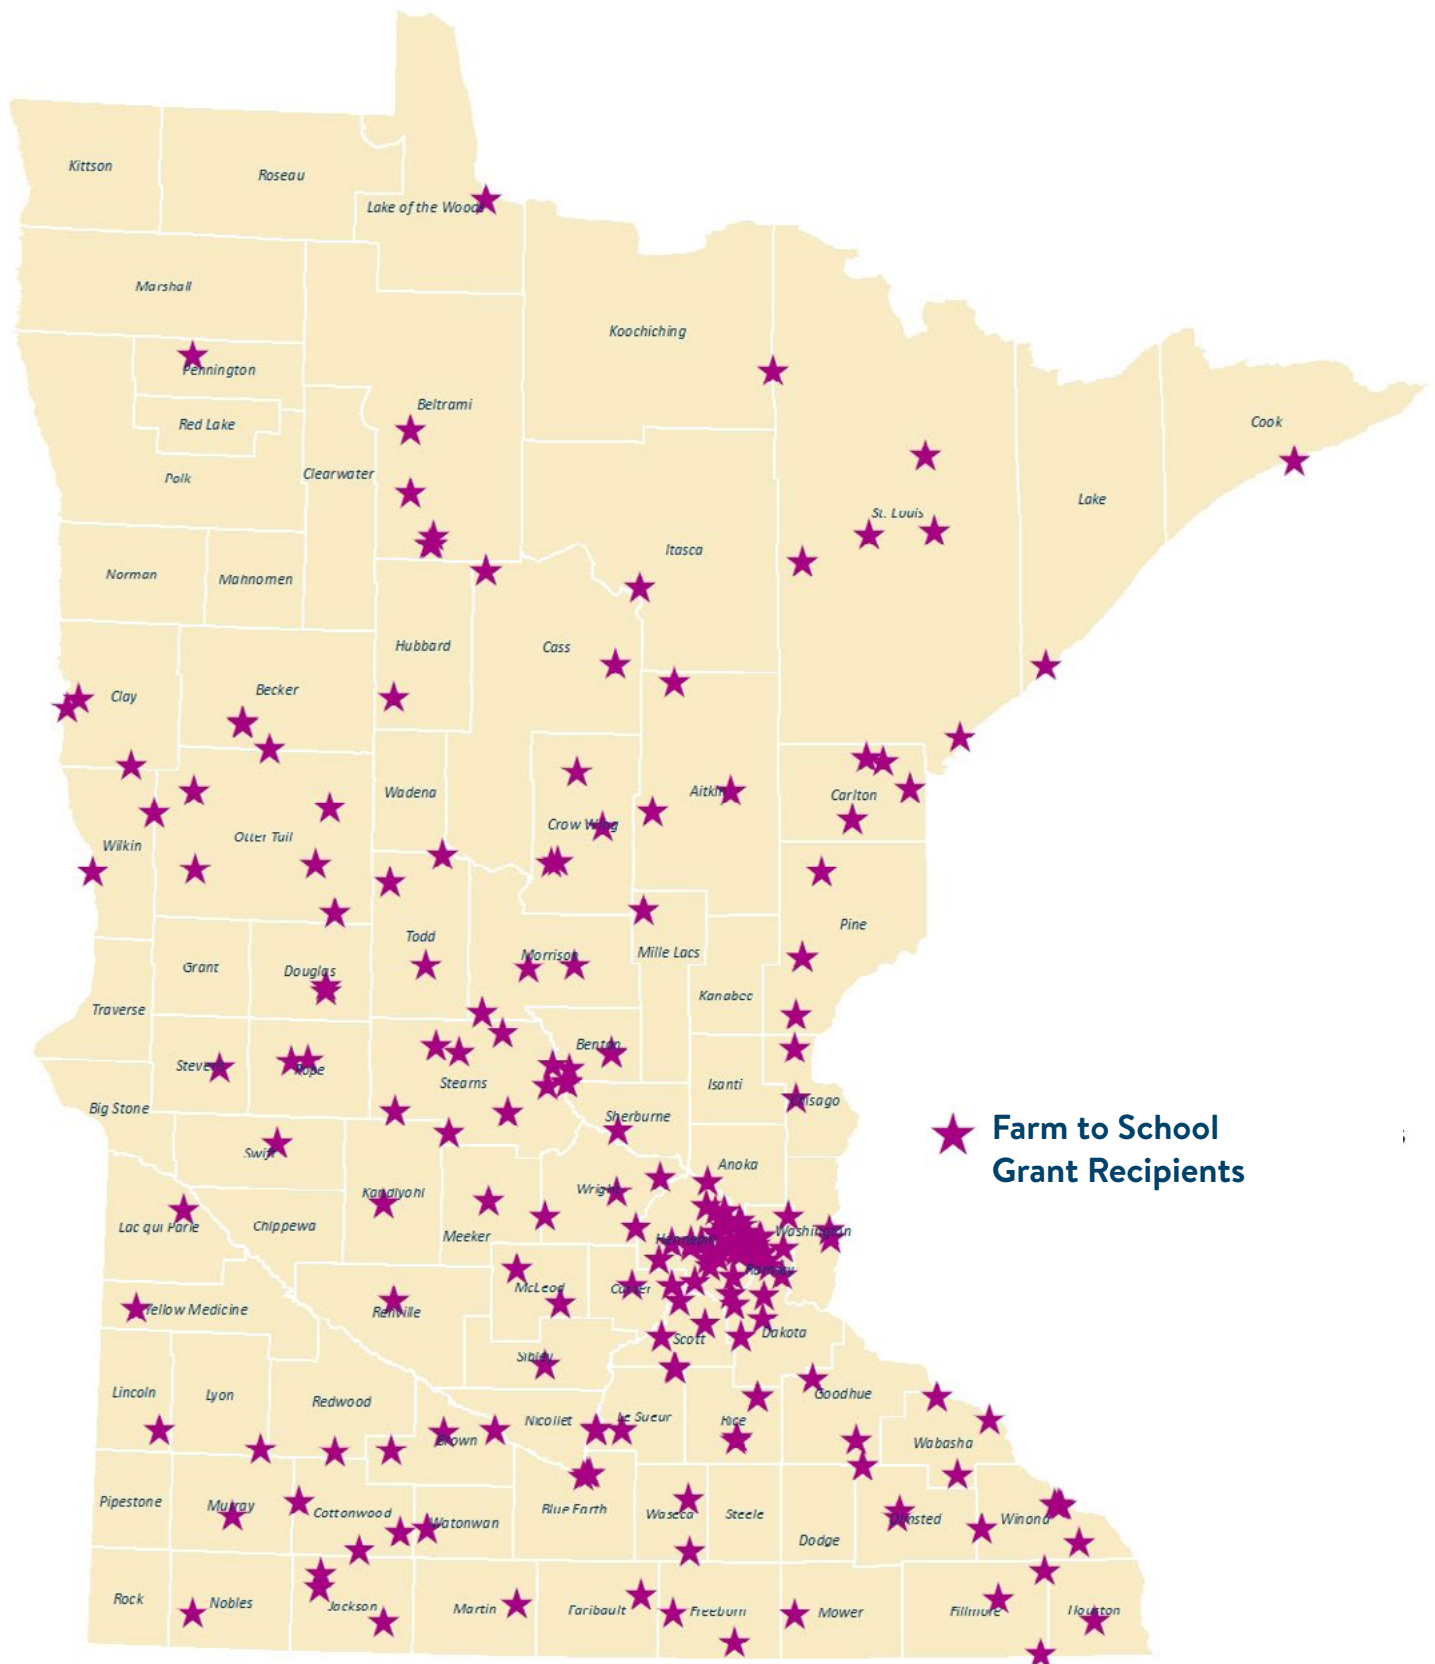 Kittson
Roseau
Lake of the Woods
Marshall
Koochiching
Pennington
Beltrami
Cook
Red Lake
Clearwater
Polk
Lake
St. Louis
Itasca
Norman
Mahnomen
Hubbard
Cass
Becker
Clay
Wadena
Aitkin
Carlton
Crow Wing
Otter Tail
Wilkin
Pine
Todd
Mille Lacs
Morrison
Grant
Douglas
Kanabec
Traverse
Benton
Stevens
Pope
Stearns
Isanti
Big Stone
Chisago
Sherburne
Farm to School
Grant Recipients
Swift
Anoka
Kandiyohi
Wright
Lac qui Parle
Chippewa
Meeker
Washington
Hennepin
Ramsey
McLeod
Carver
Yellow Medicine
Renville
Dakota
Scott
Sibley
Lincoln
Lyon
Redwood
Goodhue
Nicollet
Le Sueur
Rice
Brown
Wabasha
Pipestone
Murray
Cottonwood
Blue Earth
Waseca
Steele
Watonwan
Olmsted
Winona
Dodge
Rock
Nobles
Jackson
Martin
Faribault
Freeborn
Mower
Fillmore
Houston